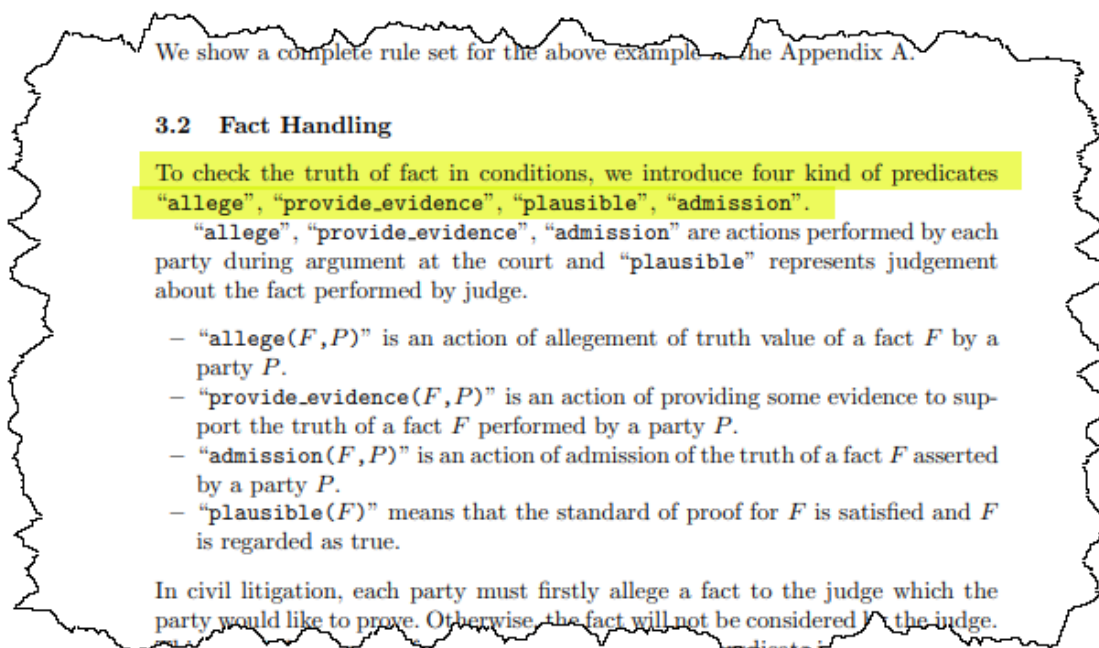 We show a complete rule set for the above example the Appendix A.
3.2 Fact Handling
To check the truth of fact in conditions, we introduce four kind of predicates
“allege”, “provide_evidence”, “plausible”, “admission”.
“allege”, “provide_evidence”, “admission” are actions performed by each
party during argument at the court and “plausible” represents judgement
about the fact performed by judge.
– “allege(F,P)” is an action of allegement of truth value of a fact F by a
party P.
– “provide_evidence(F,P)” is an action of providing some evidence to sup-
port the truth of a fact F performed by a party P.
– “admission(F,P)” is an action of admission of the truth of a fact F asserted
by a party P.
– “plausible(F)” means that the standard of proof for F is satisfied and F
is regarded as true.
In civil litigation, each party must firstly allege a fact to the judge which the
party would like to prove. Otherwise, the fact will not be considered the judge.